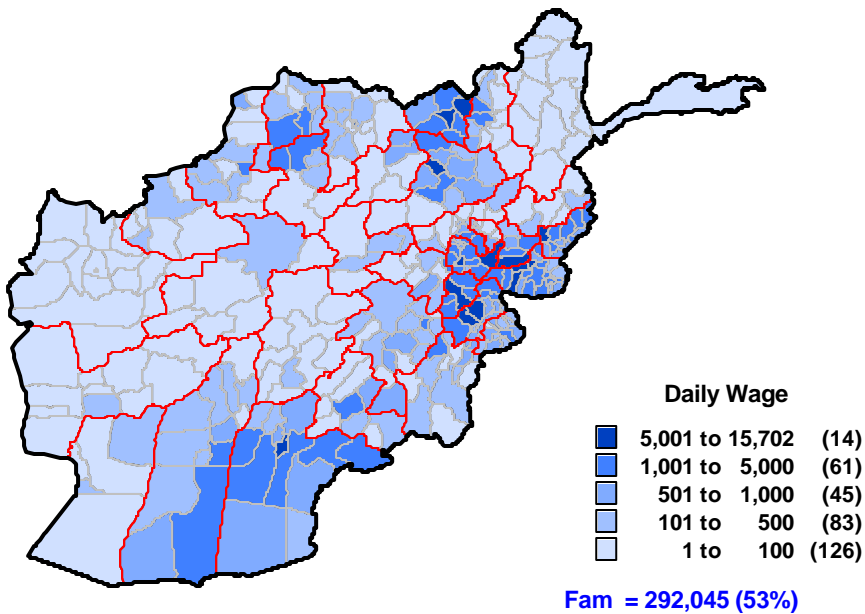 Daily Wage
5,001 to 15,702 (14)
1,001 to 5,000 (61)
501 to 1,000 (45)
101 to 500 (83)
1 to 100 (126)
Fam = 292,045 (53%)